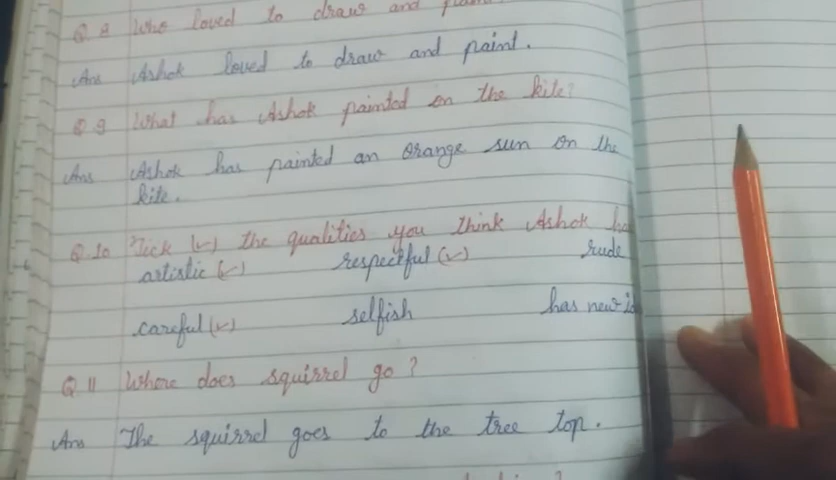 Q 8 Who loved to draw and paint
Ans Ashok loved to draw and paint.
Q 9 What has Ashok painted on the kite?
Ans Ashok has painted an orange sun on the
kite.
Q.10 Tick (✓) the qualities you think Ashok ha
artistic (✓) respectful (✓) rude
careful (✓) selfish has new
Q 11 Where does squirrel go ?
Ans The squirrel goes to the tree top.